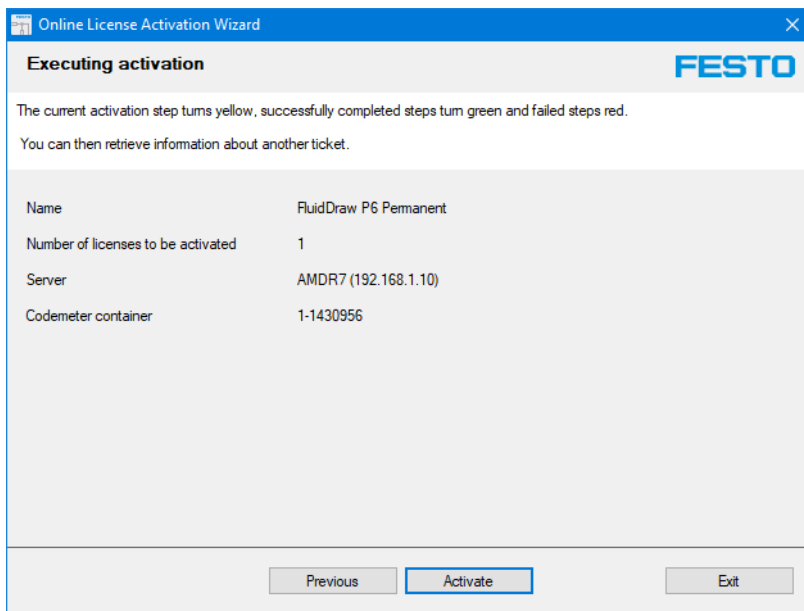 Online License Activation Wizard
Executing activation
FESTO
The current activation step turns yellow, successfully completed steps turn green and failed steps red.
You can then retrieve information about another ticket.
Name FluidDraw P6 Permanent
Number of licenses to be activated 1
Server AMDR7 (192.168.1.10)
Codemeter container 1-1430956
Previous Activate Exit